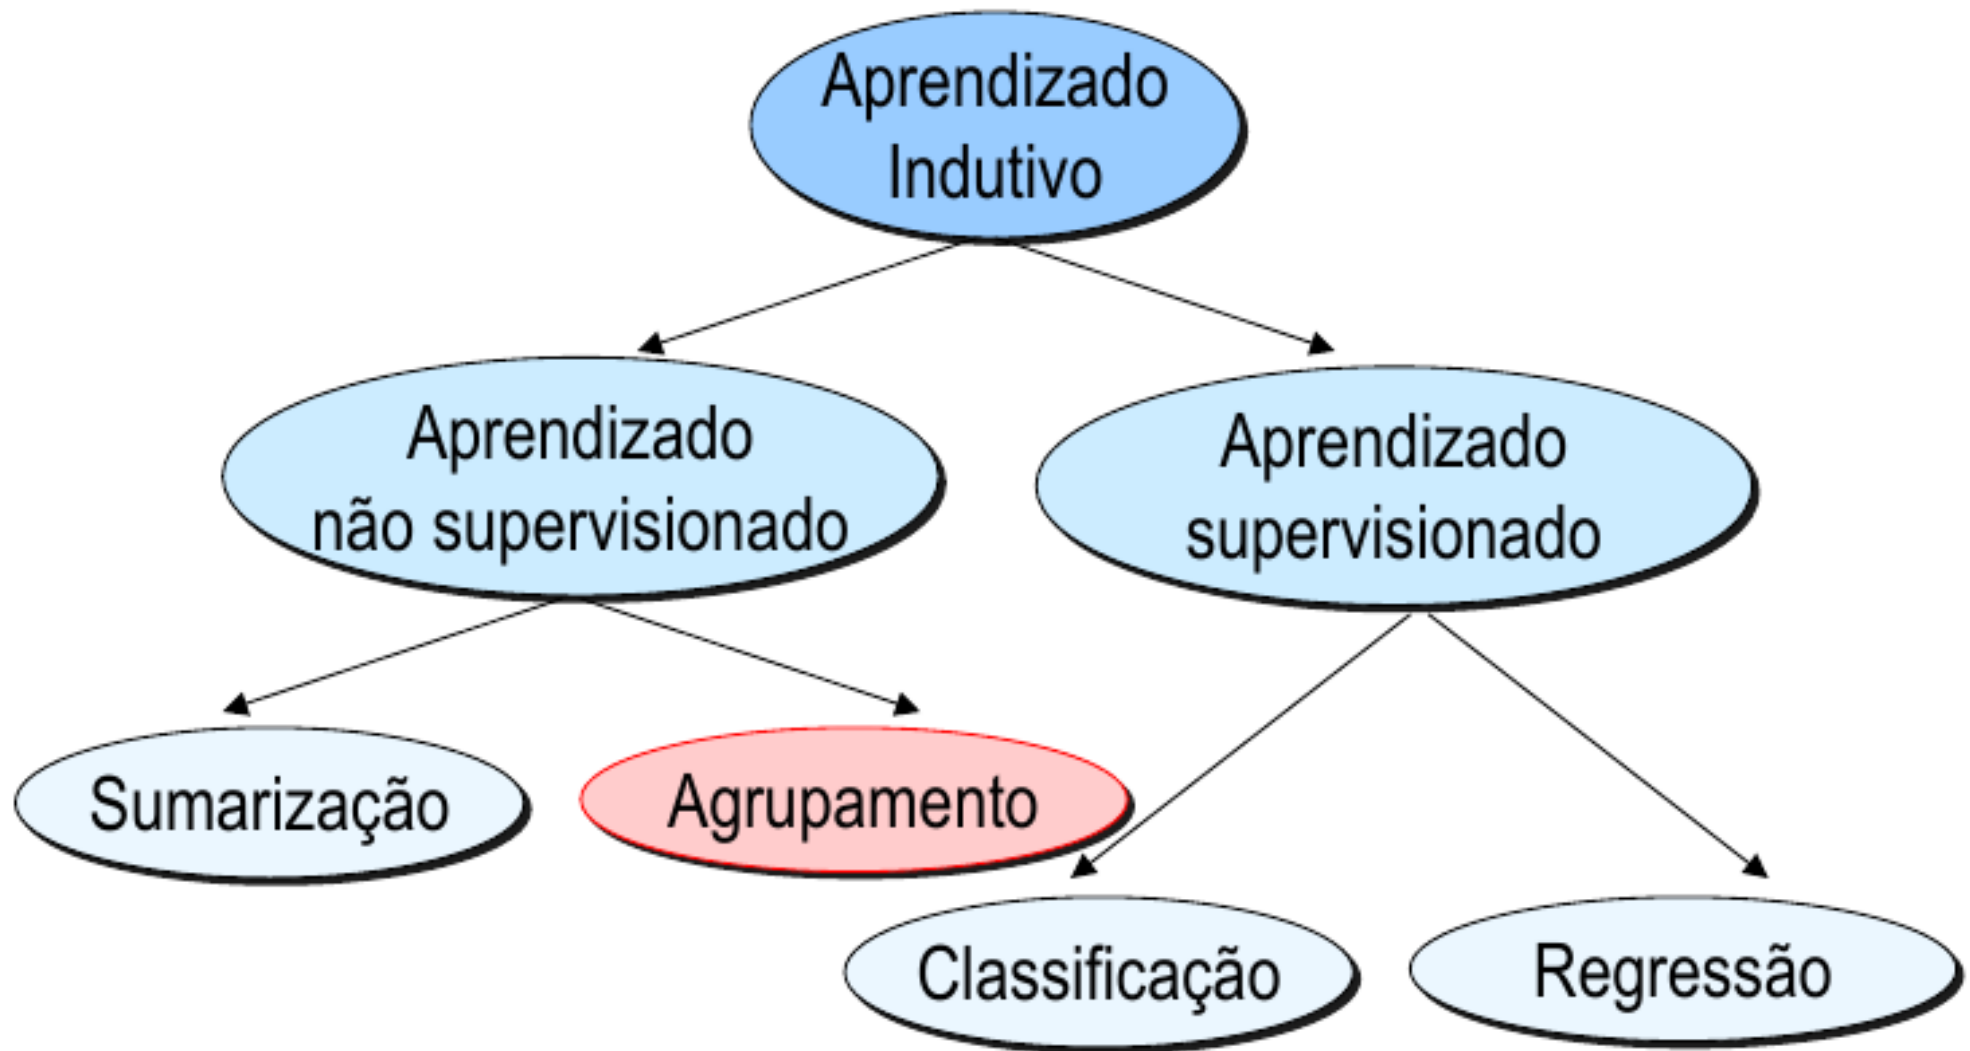 Aprendizado
Indutivo
Aprendizado
não supervisionado
Aprendizado
supervisionado
Sumarização
Agrupamento
Classificação
Regressão